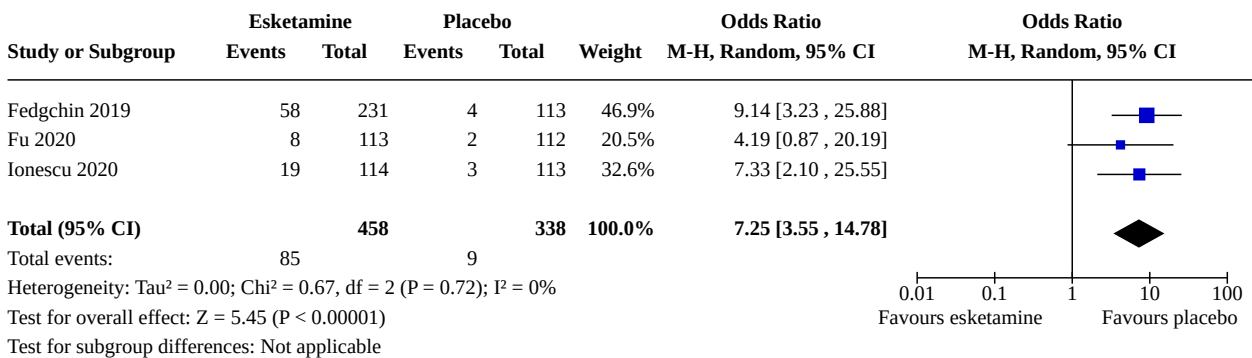 Esketamine Placebo Odds Ratio Odds Ratio
Study or Subgroup Events Total Events Total Weight M-H, Random, 95% CI M-H, Random, 95% CI
Fedgchin 2019 58 231 4 113 46.9% 9.14 [3.23 , 25.88]
Fu 2020 8 113 2 112 20.5% 4.19 [0.87 , 20.19]
Ionescu 2020 19 114 3 113 32.6% 7.33 [2.10 , 25.55]
Total (95% CI) 458 338 100.0% 7.25 [3.55 , 14.78]
Total events: 85 9
Heterogeneity: Tau² = 0.00; Chi² = 0.67, df = 2 (P = 0.72); I² = 0% 0.01 0.1 1 10 100
Test for overall effect: Z = 5.45 (P < 0.00001) Favours esketamine Favours placebo
Test for subgroup differences: Not applicable